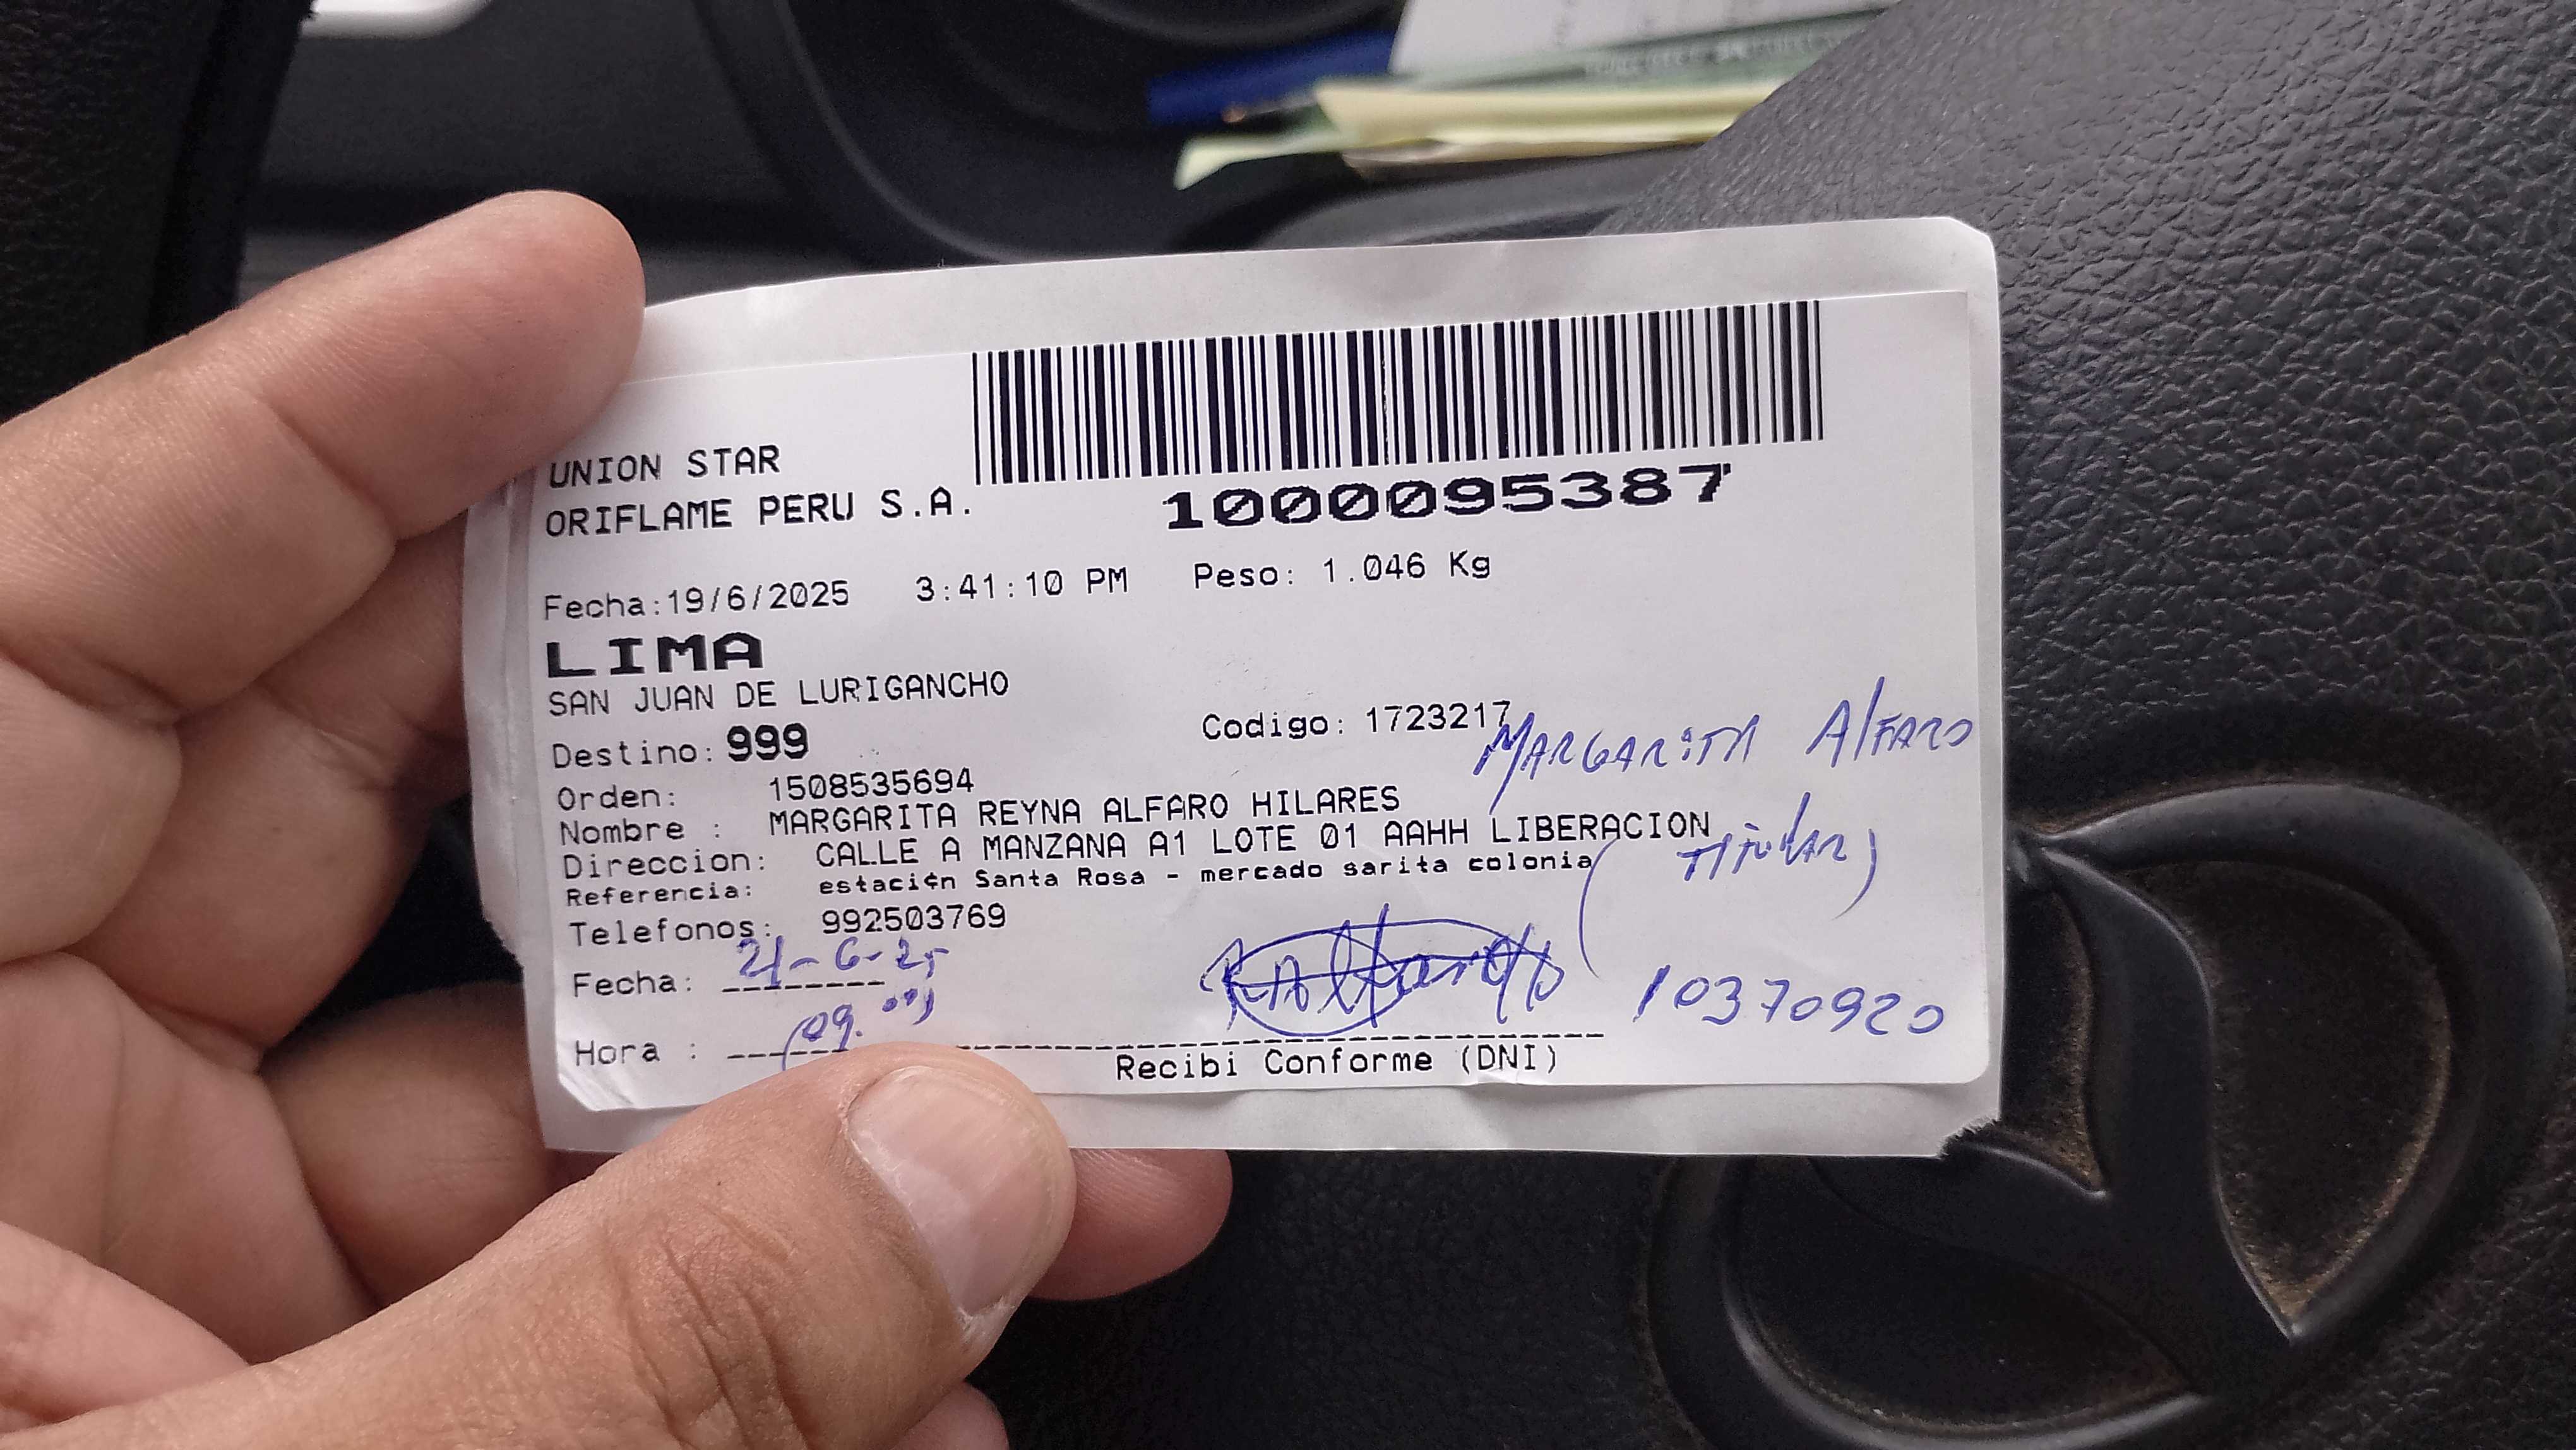 UNION STAR
ORIFLAME PERU S.A.
1000095387
Fecha:19/6/2025 3:41:10 PM Peso: 1.046 Kg
LIMA
SAN JUAN DE LURIGANCHO
Destino: 999 Codigo: 1723217
MARGARITA Alfaro
Orden: 1508535694
Nombre : MARGARITA REYNA ALFARO HILARES
Direccion: CALLE A MANZANA A1 LOTE 01 AAHH LIBERACION
(TITULAR)
Referencia: estaci¢n Santa Rosa - mercado sarita colonia
Telefonos: 992503769
Fecha: 21-6-25
10370920
Hora : 09.
Recibi Conforme (DNI)